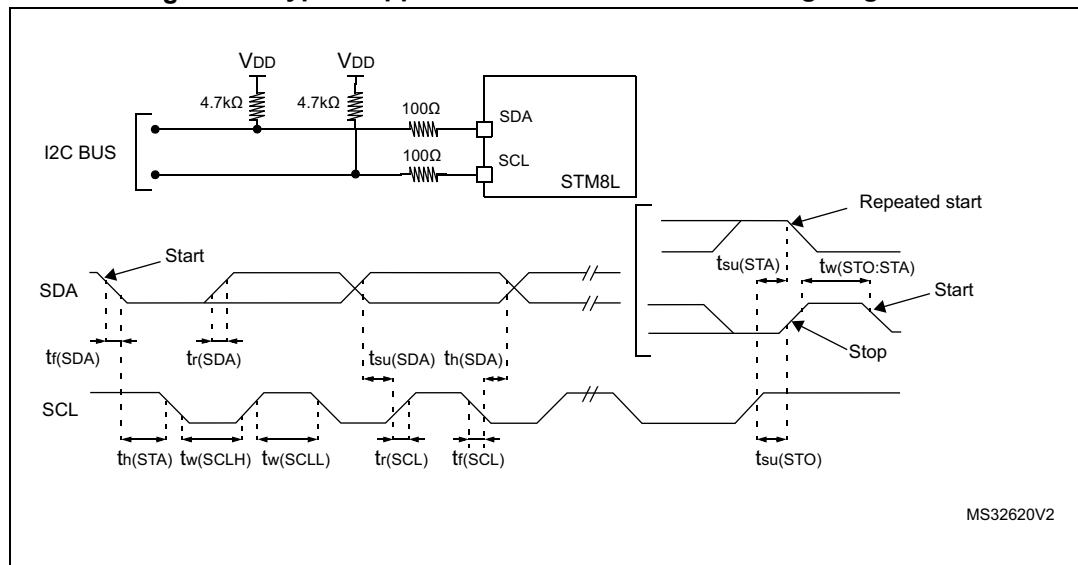 VDD VDD
4.7kΩ 4.7kΩ 100Ω
SDA
I2C BUS
100Ω
SCL
STM8L
Repeated start
Start
tsu(STA) tw(STO:STA)
SDA
Start
Stop
tf(SDA) tr(SDA) tsu(SDA) th(SDA)
SCL
th(STA) tw(SCLH) tw(SCLL) tr(SCL) tf(SCL) tsu(STO)
MS32620V2